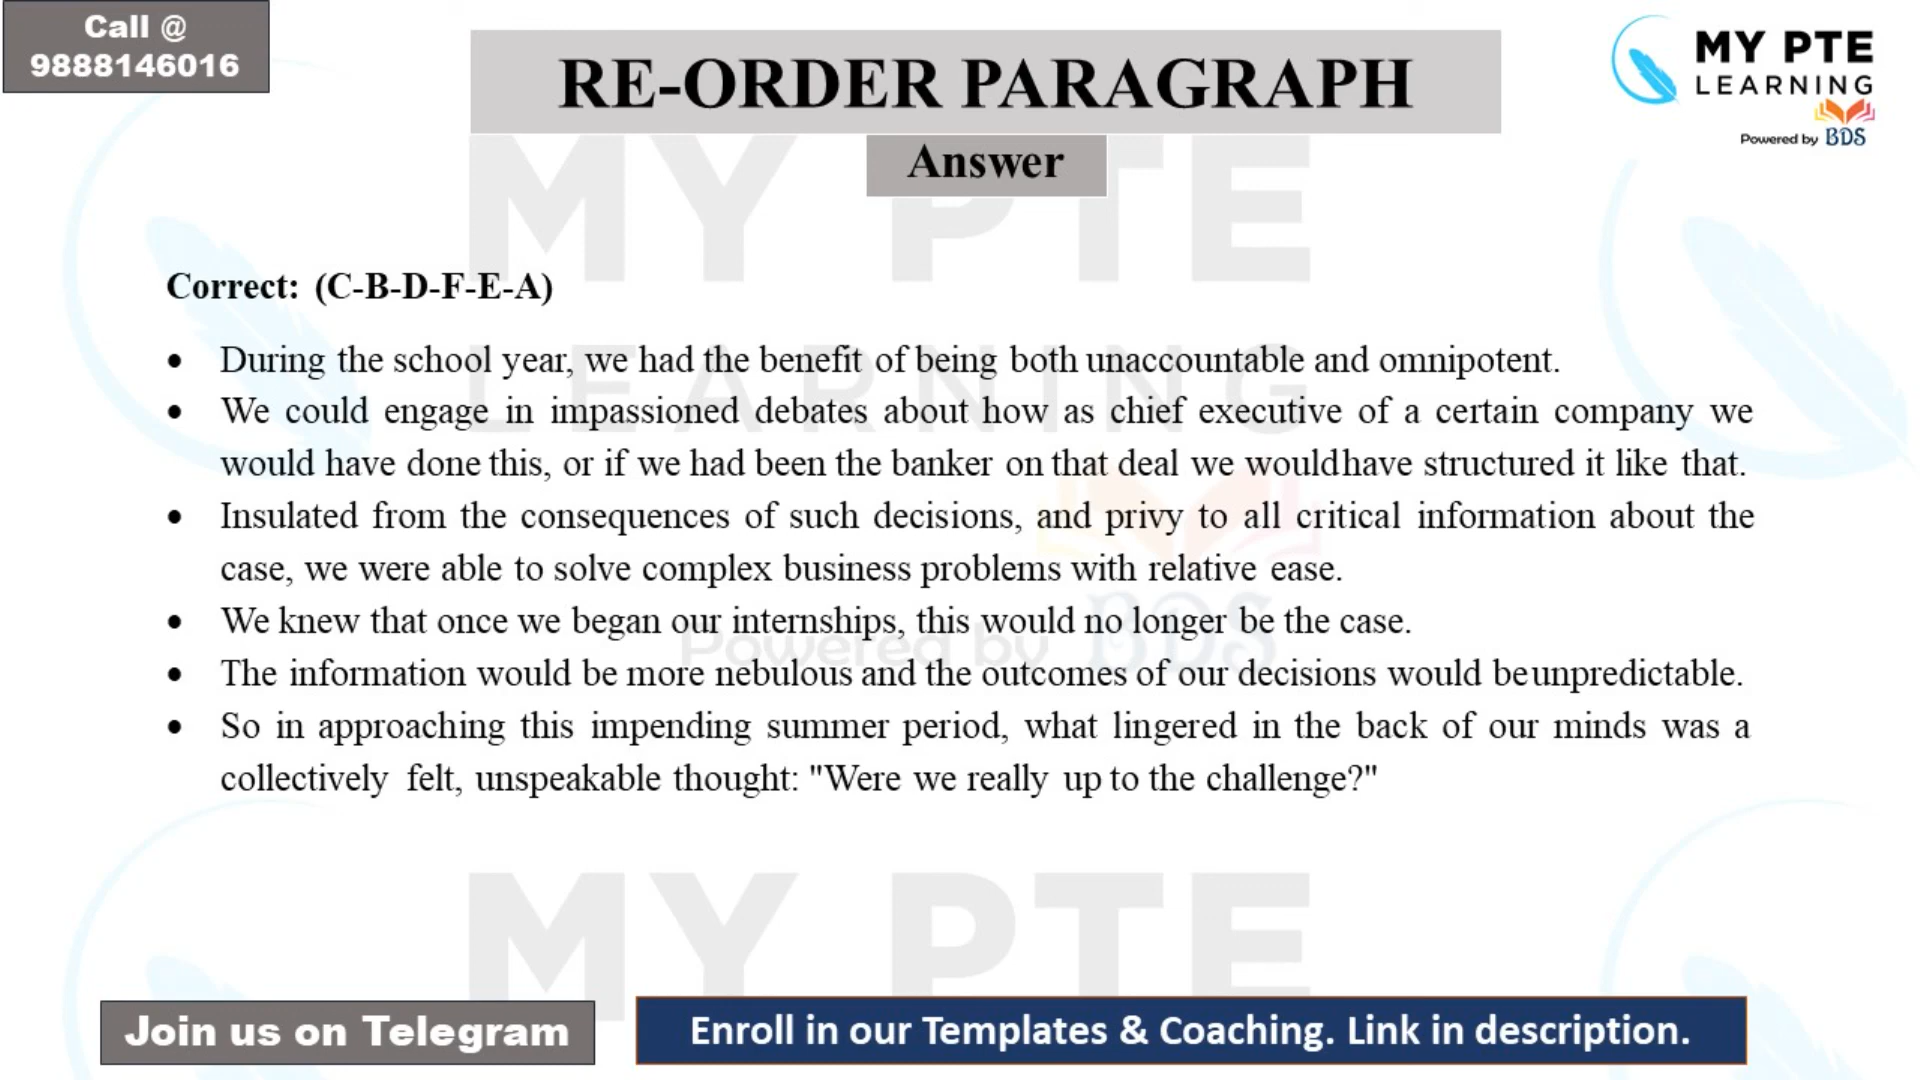 Call @
9888146016
RE-ORDER PARAGRAPH
MY PTE
LEARNING
Powered by BDS
Answer
MY PTE
LEARNING
Powered by BDS
Correct: (C-B-D-F-E-A)
• During the school year, we had the benefit of being both unaccountable and omnipotent.
• We could engage in impassioned debates about how as chief executive of a certain company we
would have done this, or if we had been the banker on that deal we wouldhave structured it like that.
• Insulated from the consequences of such decisions, and privy to all critical information about the
case, we were able to solve complex business problems with relative ease.
• We knew that once we began our internships, this would no longer be the case.
• The information would be more nebulous and the outcomes of our decisions would beunpredictable.
• So in approaching this impending summer period, what lingered in the back of our minds was a
collectively felt, unspeakable thought: "Were we really up to the challenge?"
MY PTE
Join us on Telegram
Enroll in our Templates & Coaching. Link in description.